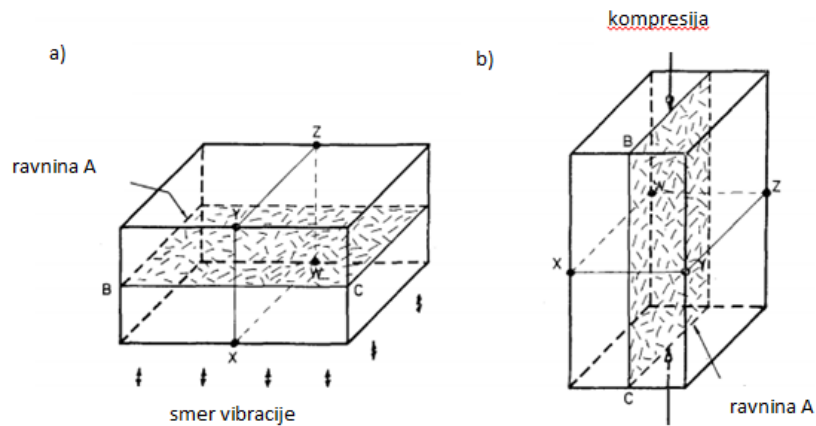 a)
ravnina A
Z
Y
B
W
C
X
smer vibracije
kompresija
b)
B
W
Z
X
Y
C
ravnina A